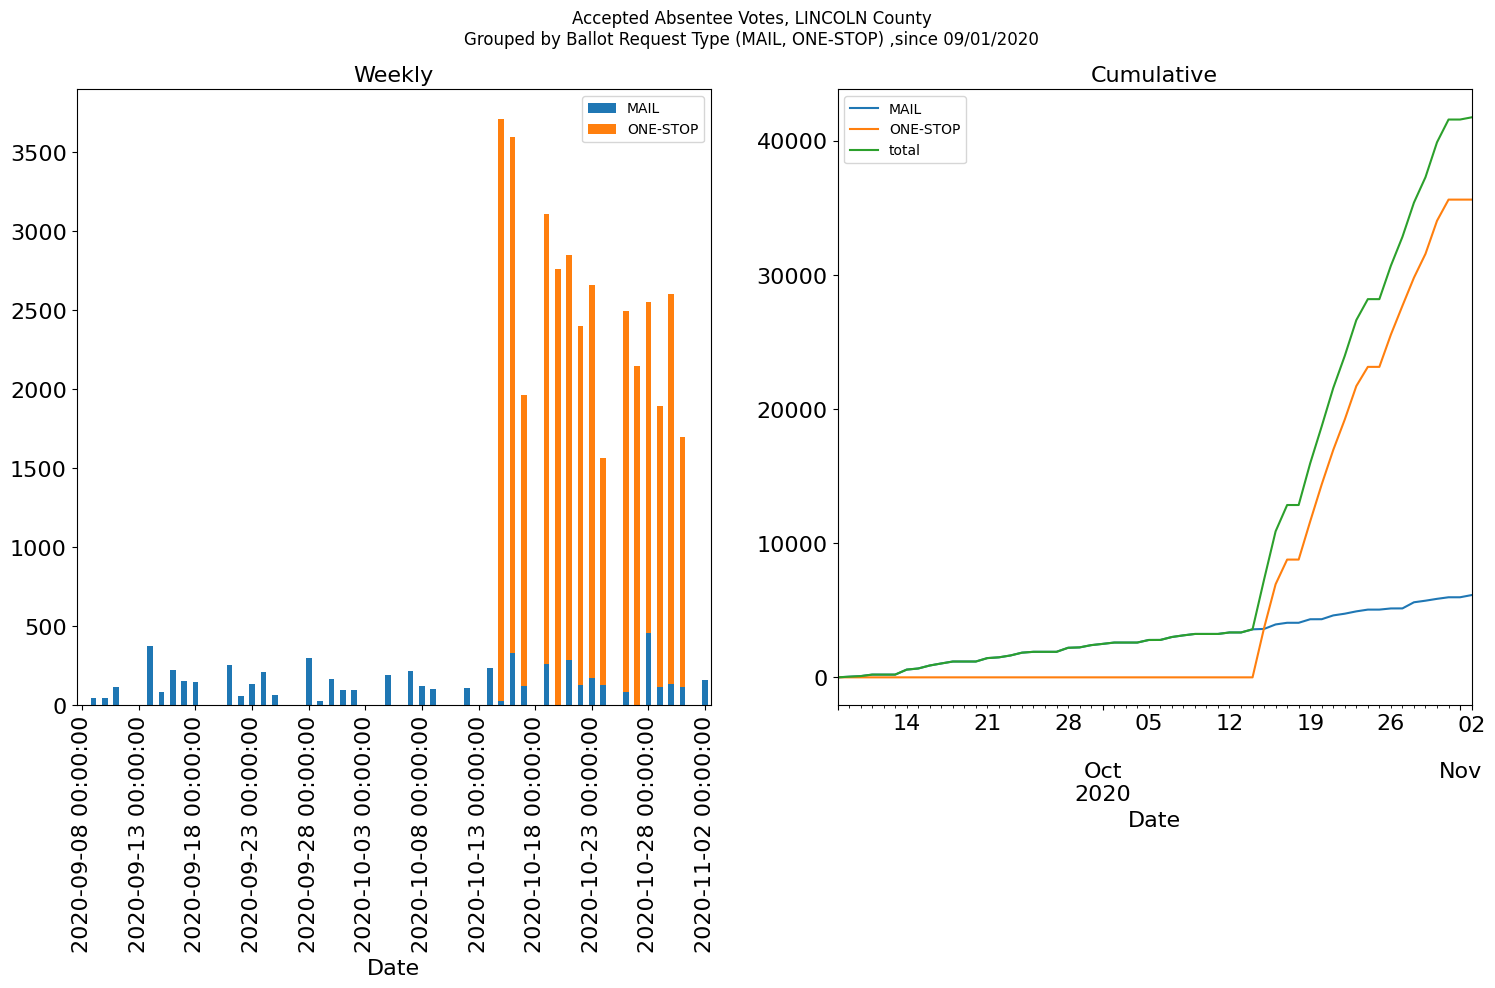 Accepted Absentee Votes, LINCOLN County
Grouped by Ballot Request Type (MAIL, ONE-STOP) ,since 09/01/2020
Weekly
MAIL
ONE-STOP
3500
3000
2500
2000
1500
1000
500
0
2020-09-08 00:00:00
2020-09-13 00:00:00
2020-09-18 00:00:00
2020-09-23 00:00:00
2020-09-28 00:00:00
2020-10-03 00:00:00
2020-10-08 00:00:00
2020-10-13 00:00:00
2020-10-18 00:00:00
2020-10-23 00:00:00
2020-10-28 00:00:00
2020-11-02 00:00:00
Date
Cumulative
MAIL
ONE-STOP
total
40000
30000
20000
10000
0
14 21 28 05 12 19 26 02
Oct Nov
2020
Date